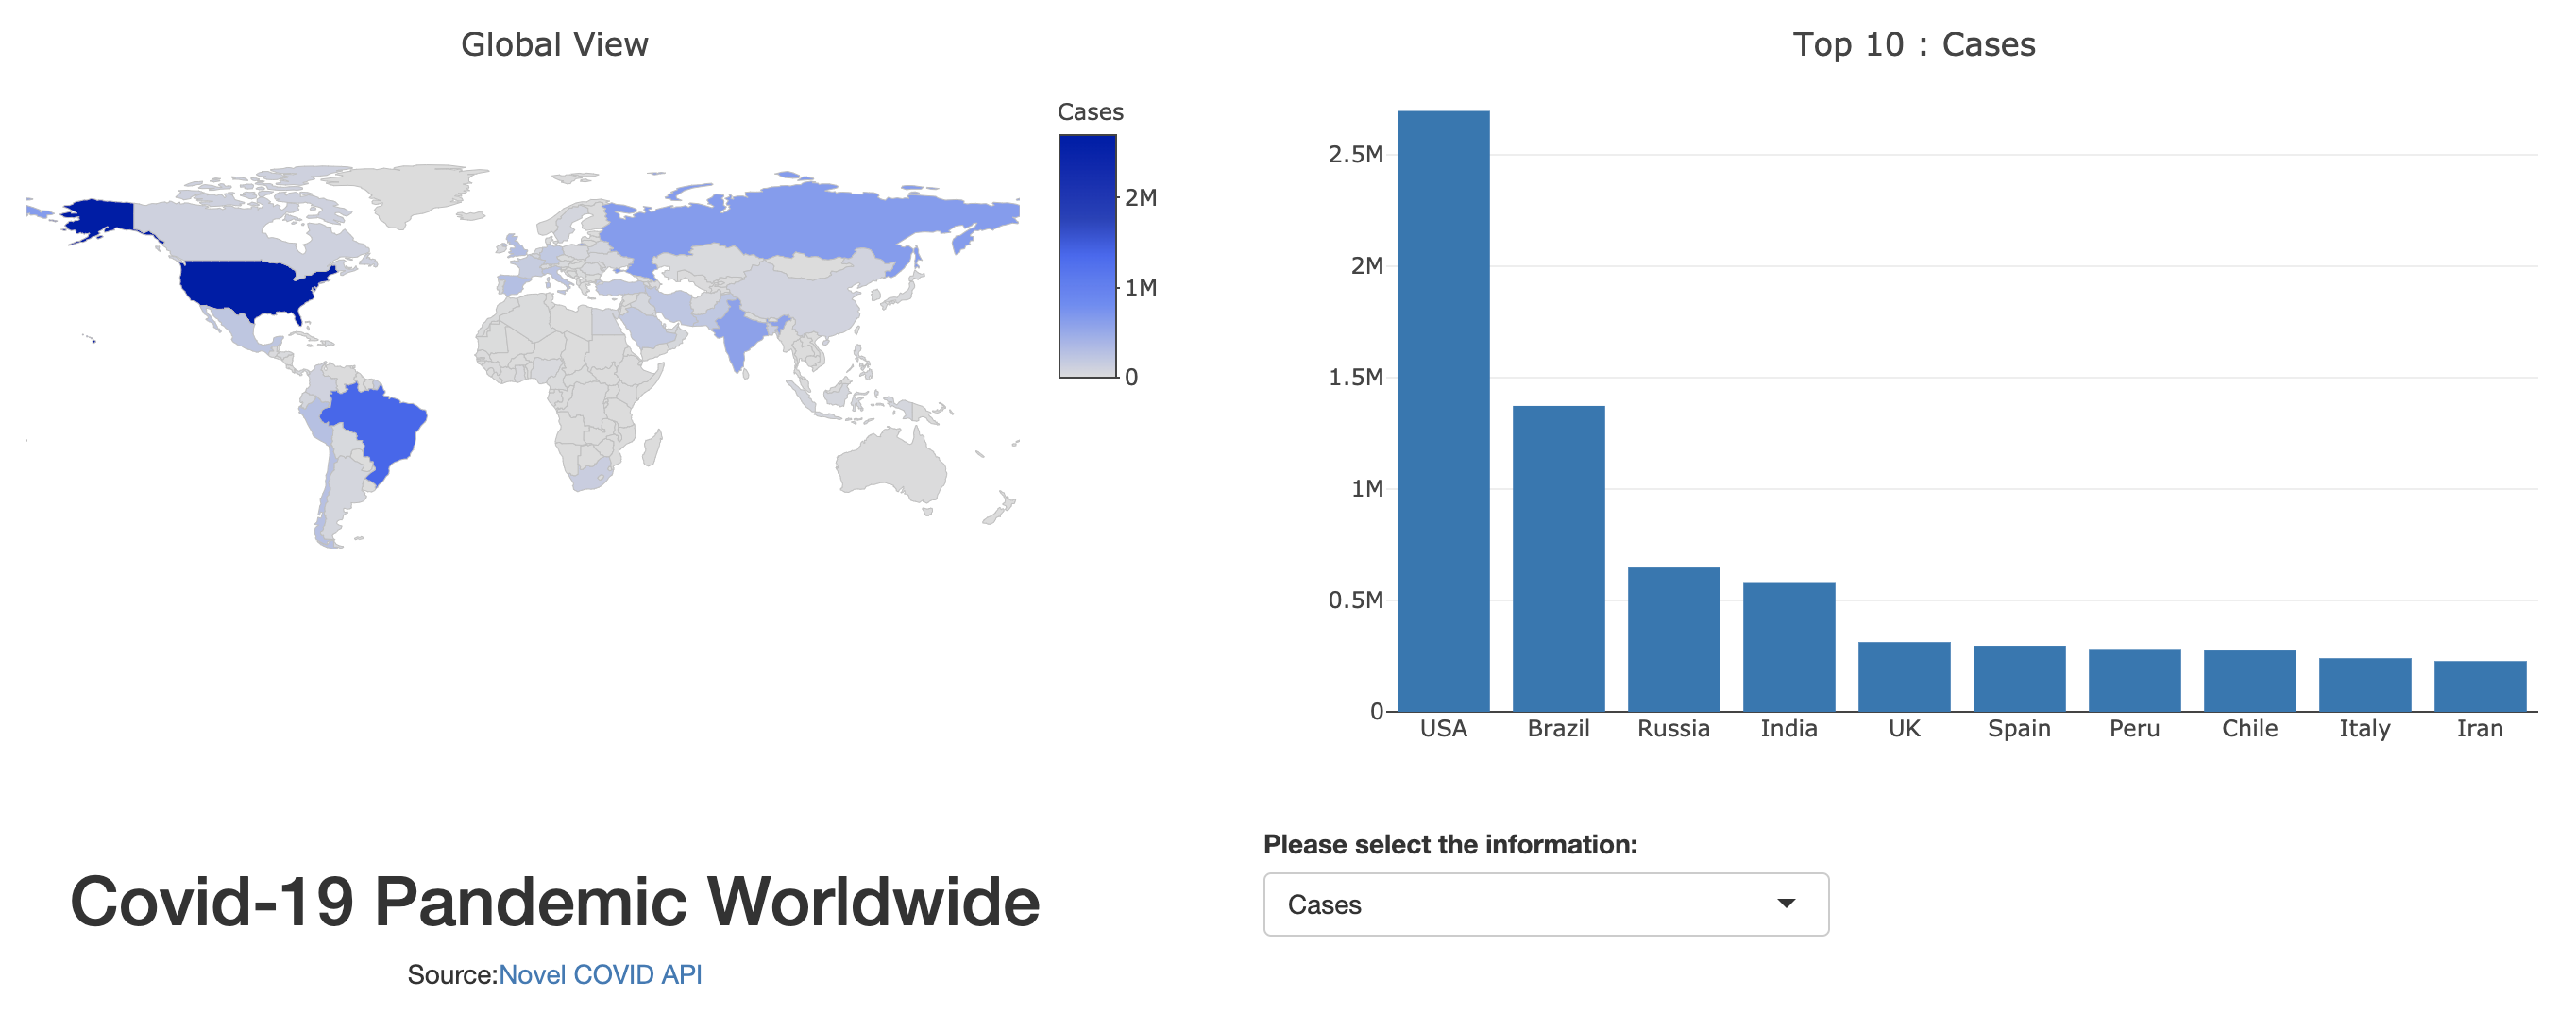 Global View
Cases
2M
1M
0
Top 10 : Cases
2.5M
2M
1.5M
1M
0.5M
0
USA Brazil Russia India UK Spain Peru Chile Italy Iran
Please select the information:
Cases
Covid-19 Pandemic Worldwide
Source:Novel COVID API